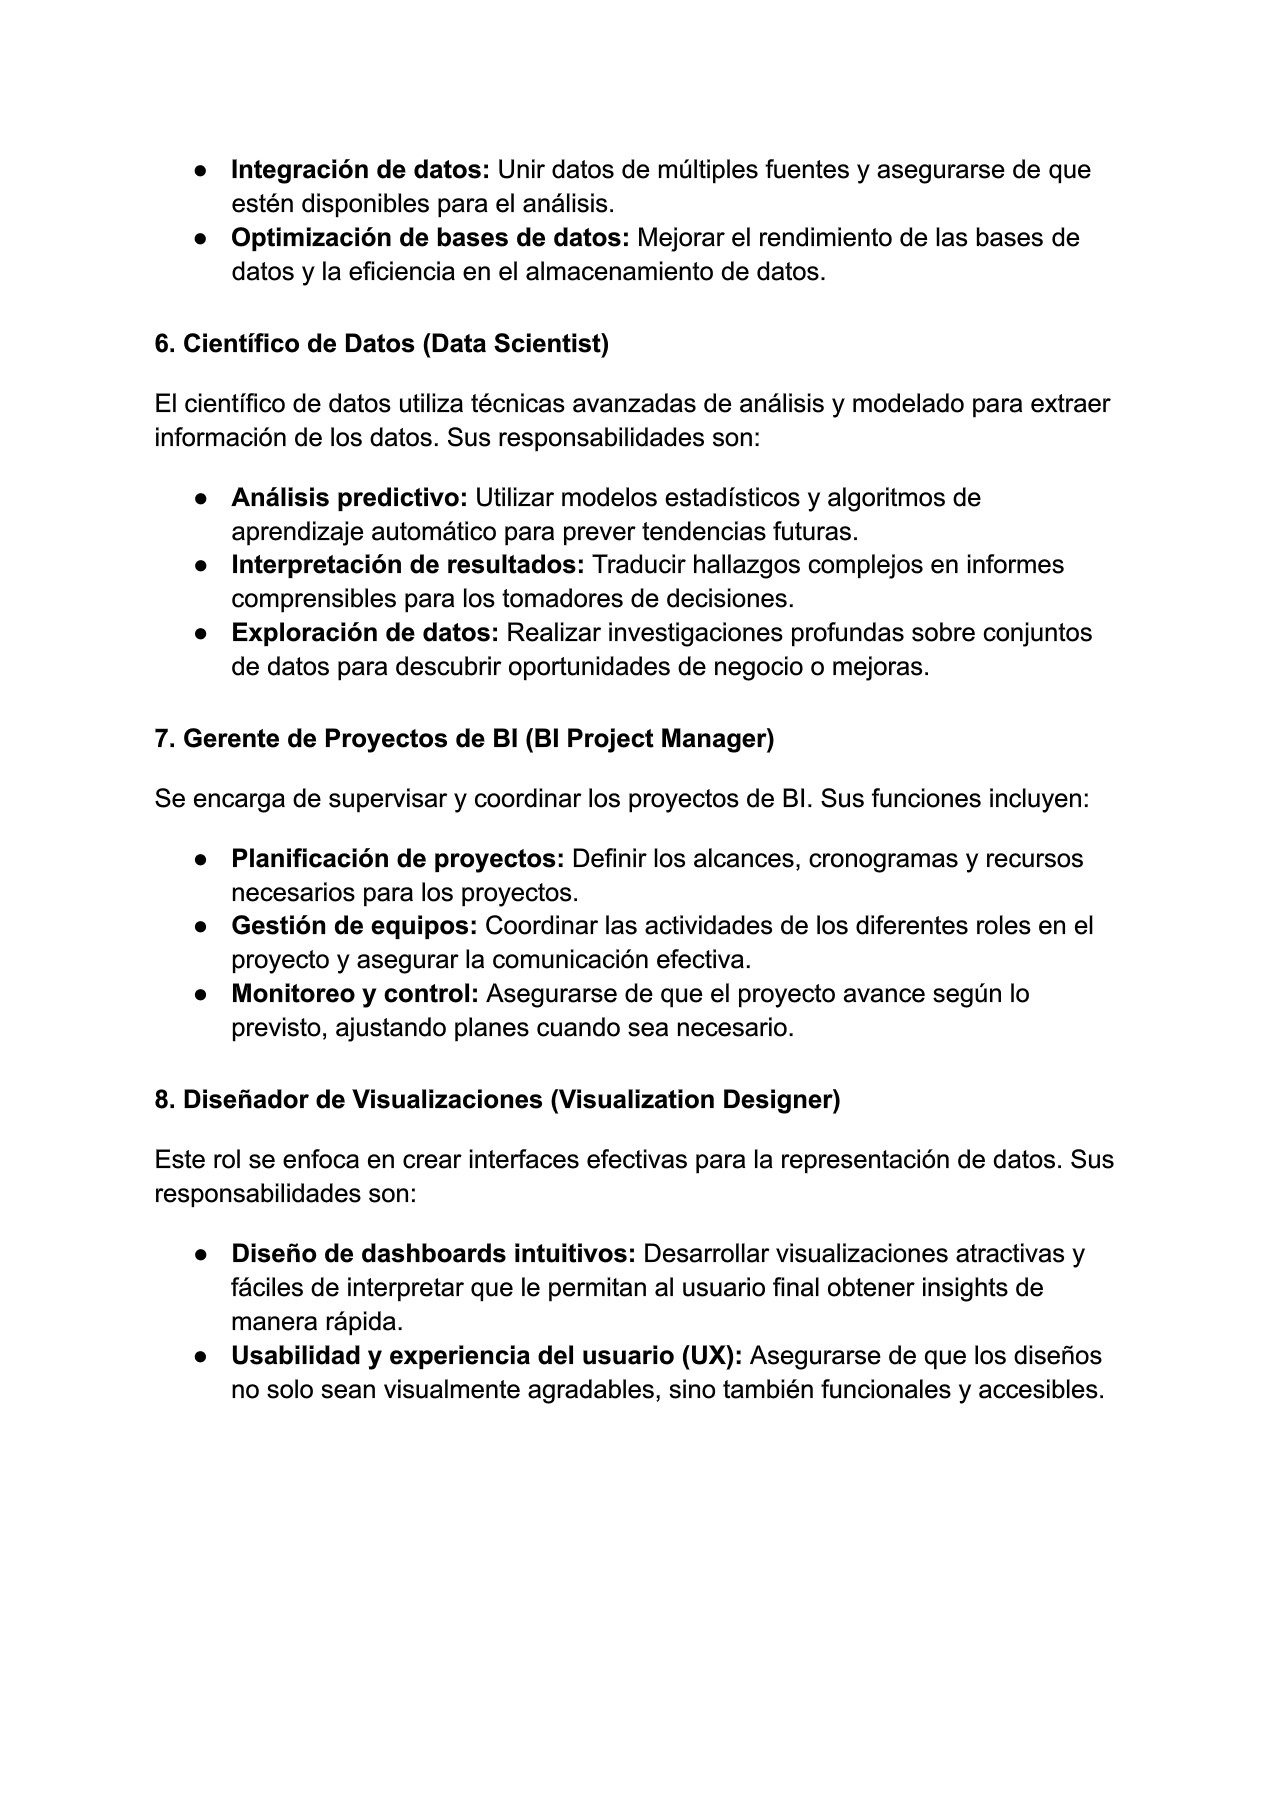 ● Integración de datos: Unir datos de múltiples fuentes y asegurarse de que
estén disponibles para el análisis.
● Optimización de bases de datos: Mejorar el rendimiento de las bases de
datos y la eficiencia en el almacenamiento de datos.
6. Científico de Datos (Data Scientist)
El científico de datos utiliza técnicas avanzadas de análisis y modelado para extraer
información de los datos. Sus responsabilidades son:
● Análisis predictivo: Utilizar modelos estadísticos y algoritmos de
aprendizaje automático para prever tendencias futuras.
● Interpretación de resultados: Traducir hallazgos complejos en informes
comprensibles para los tomadores de decisiones.
● Exploración de datos: Realizar investigaciones profundas sobre conjuntos
de datos para descubrir oportunidades de negocio o mejoras.
7. Gerente de Proyectos de BI (BI Project Manager)
Se encarga de supervisar y coordinar los proyectos de BI. Sus funciones incluyen:
● Planificación de proyectos: Definir los alcances, cronogramas y recursos
necesarios para los proyectos.
● Gestión de equipos: Coordinar las actividades de los diferentes roles en el
proyecto y asegurar la comunicación efectiva.
● Monitoreo y control: Asegurarse de que el proyecto avance según lo
previsto, ajustando planes cuando sea necesario.
8. Diseñador de Visualizaciones (Visualization Designer)
Este rol se enfoca en crear interfaces efectivas para la representación de datos. Sus
responsabilidades son:
● Diseño de dashboards intuitivos: Desarrollar visualizaciones atractivas y
fáciles de interpretar que le permitan al usuario final obtener insights de
manera rápida.
● Usabilidad y experiencia del usuario (UX): Asegurarse de que los diseños
no solo sean visualmente agradables, sino también funcionales y accesibles.